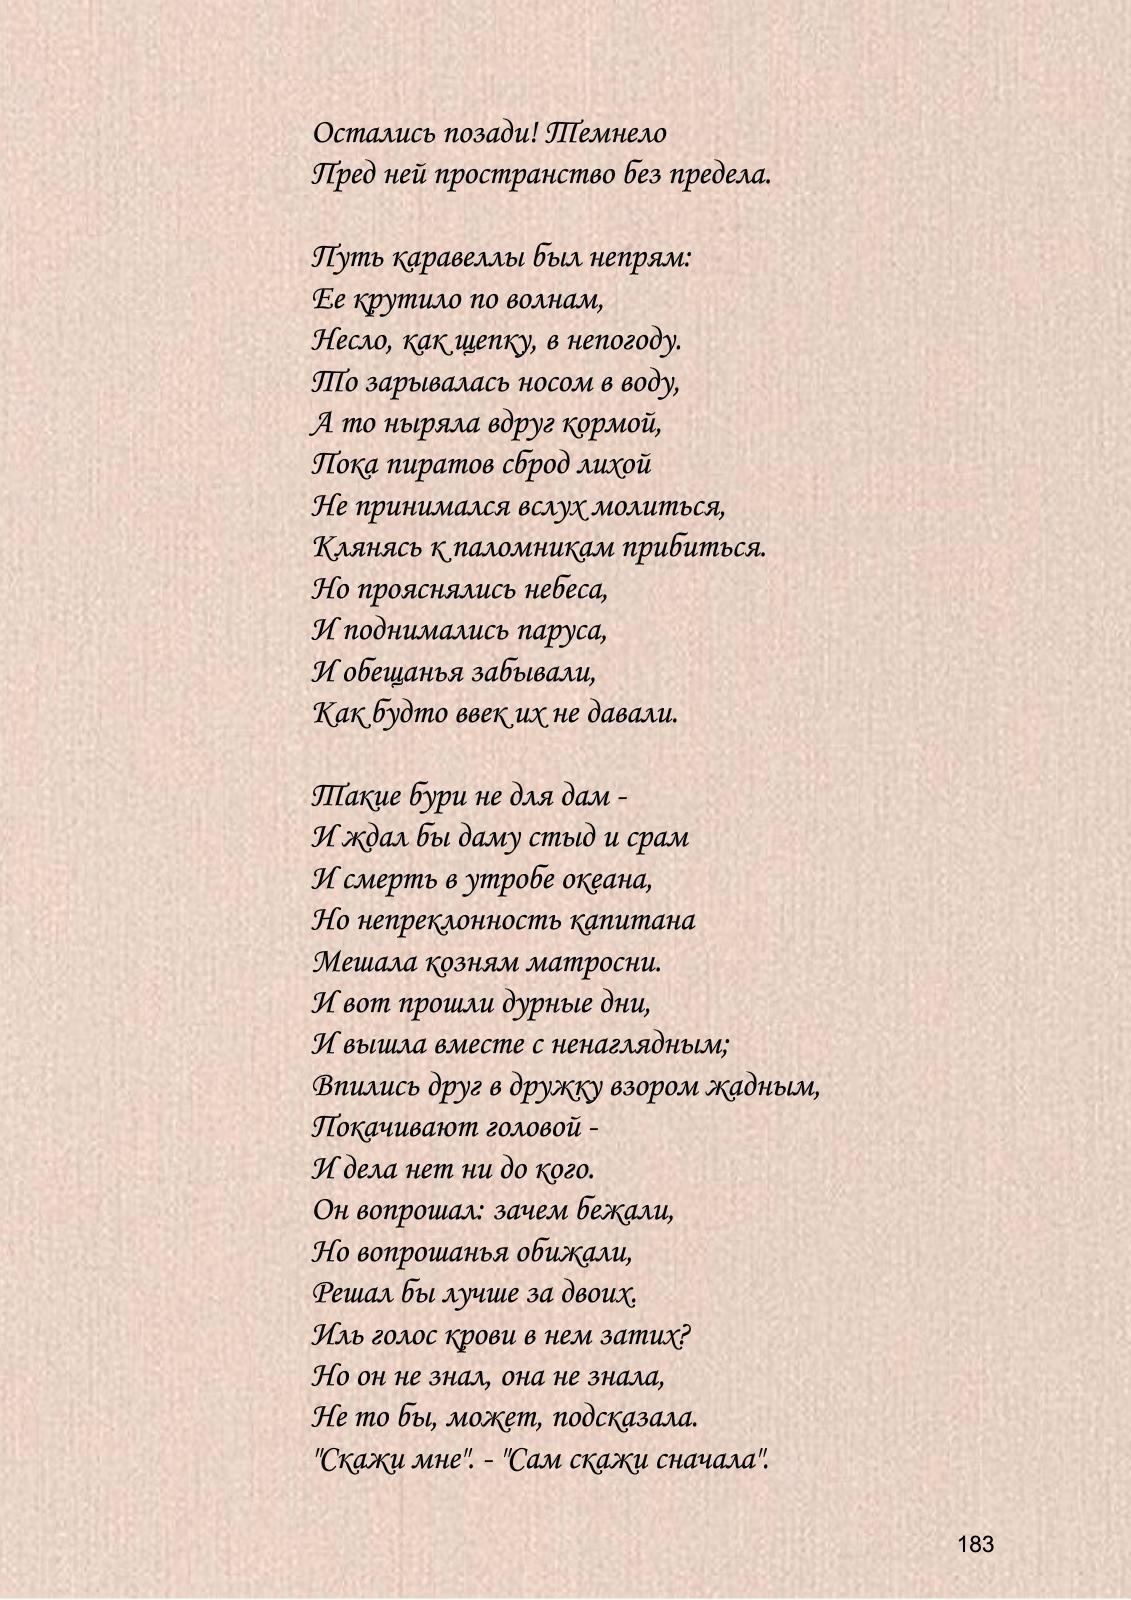 Остались позади! Темнело
Пред ней пространство без предела.

Путь каравеллы был непрям:
Ее крутило по волнам,
Несло, как щепку, в непогоду.
То зарывалась носом в воду,
А то ныряла вдруг кормой,
Пока пиратов сброд лихой
Не принимался вслух молиться,
Клянясь к паломникам прибиться.
Но прояснялись небеса,
И поднимались паруса,
И обещанья забывали,
Как будто ввек их не давали.

Такие бури не для дам -
И ждал бы даму стыд и срам
И смерть в утробе океана,
Но непреклонность капитана
Мешала козням матросни.
И вот прошли дурные дни,
И вышла вместе с ненаглядным;
Впились друг в дружку взором жадным,
Покачивают головой -
И дела нет ни до кого.
Он вопрошал: зачем бежали,
Но вопрошанья обижали,
Решал бы лучше за двоих.
Иль голос крови в нем затих?
Но он не знал, она не знала,
Не то бы, может, подсказала.
"Скажи мне". - "Сам скажи сначала".

183